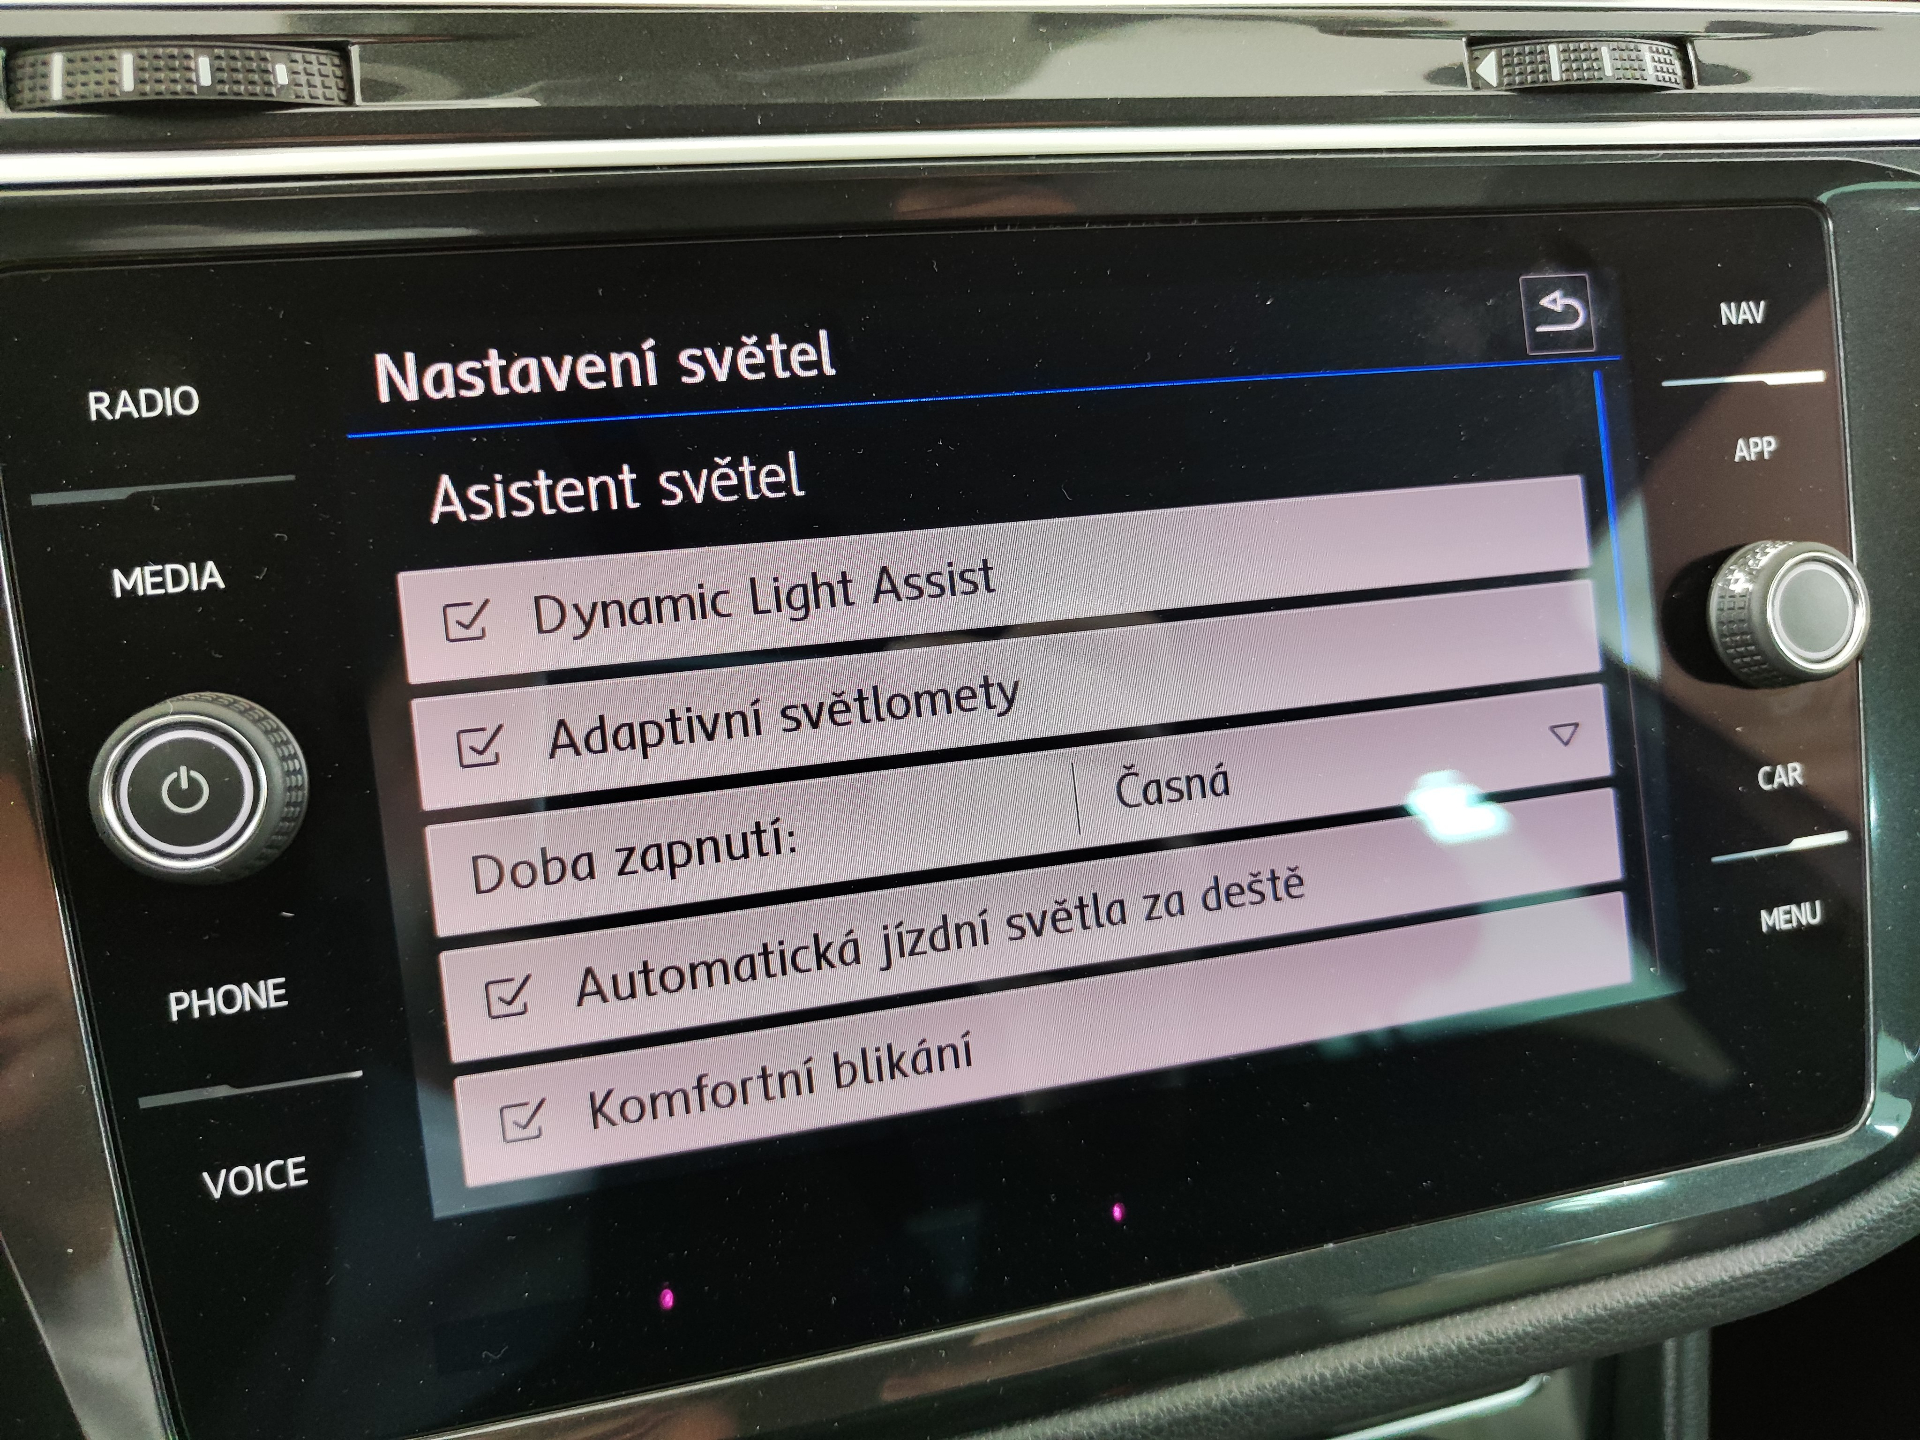 Nastavení světel
Asistent světel
Dynamic Light Assist
Adaptivní světlomety
Doba zapnutí: Časná
Automatická jízdní světla za deště
Komfortní blikání
RADIO
MEDIA
PHONE
VOICE
NAV
APP
CAR
MENU